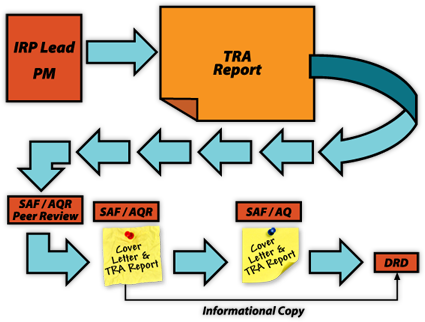 IRP Lead
PM
TRA
Report
SAF / AQR
Peer Review
SAF / AQR
Cover
Letter &
TRA Report
SAF / AQ
Cover
Letter &
TRA Report
DRD
Informational Copy